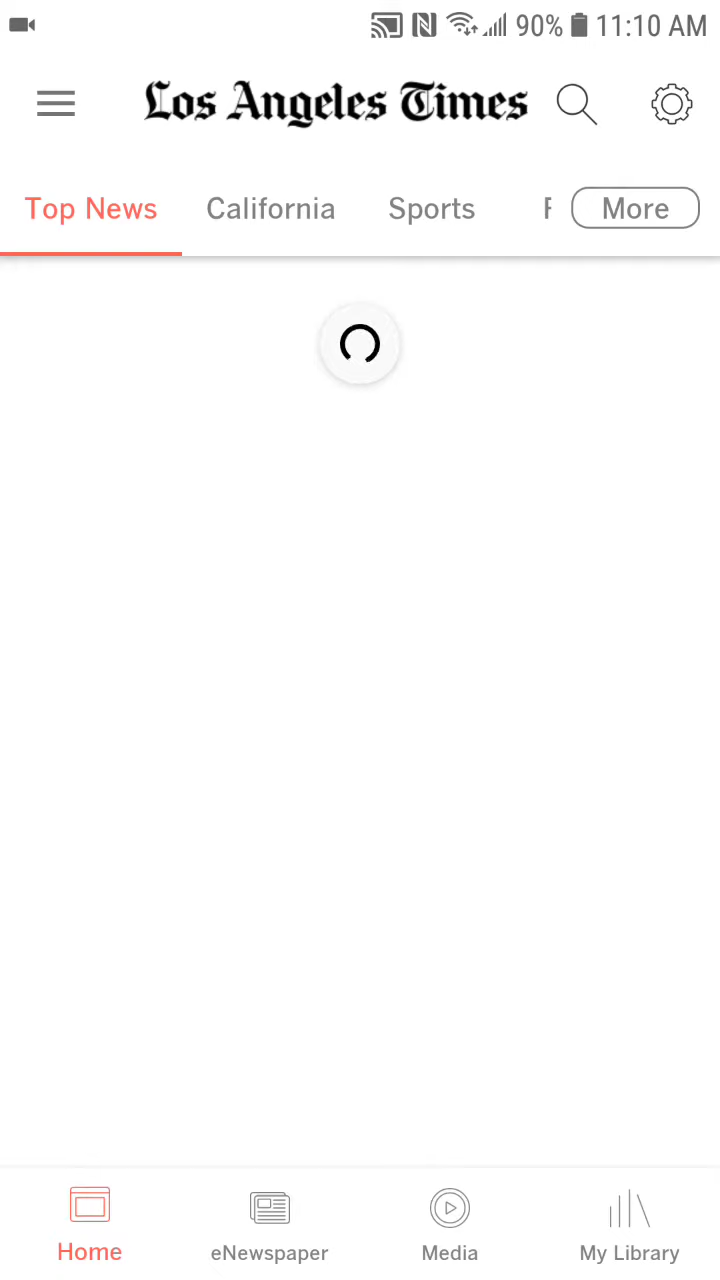 90% 11:10 AM
Los Angeles Times
Top News California Sports More
Home eNewspaper Media My Library